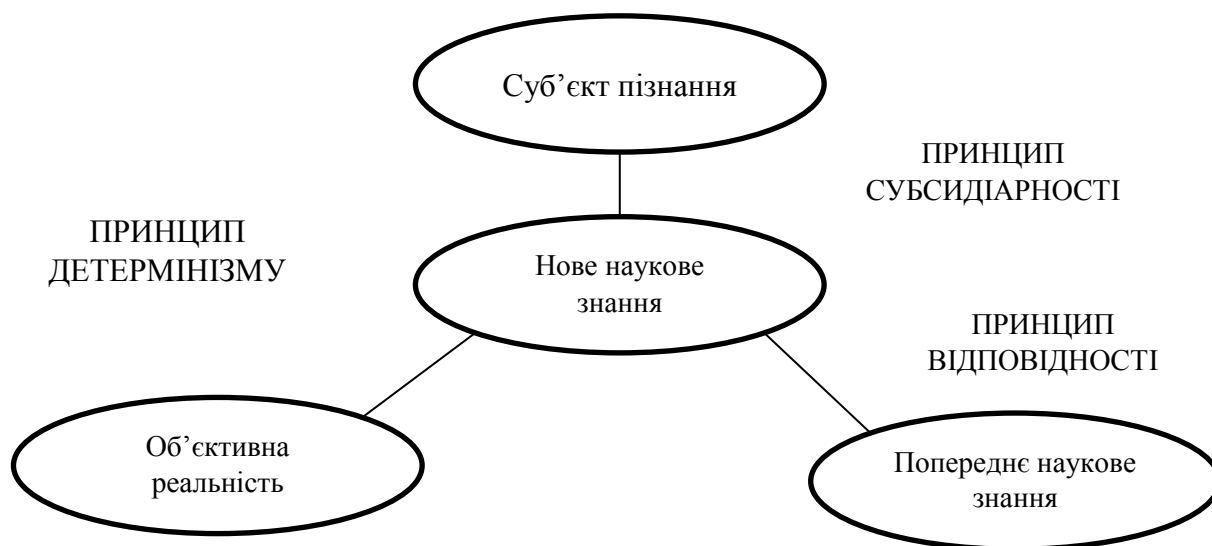 Суб’єкт пізнання
ПРИНЦИП
СУБСИДІАРНОСТІ
ПРИНЦИП
ДЕТЕРМІНІЗМУ
Нове наукове
знання
ПРИНЦИП
ВІДПОВІДНОСТІ
Об’єктивна
реальність
Попереднє наукове
знання